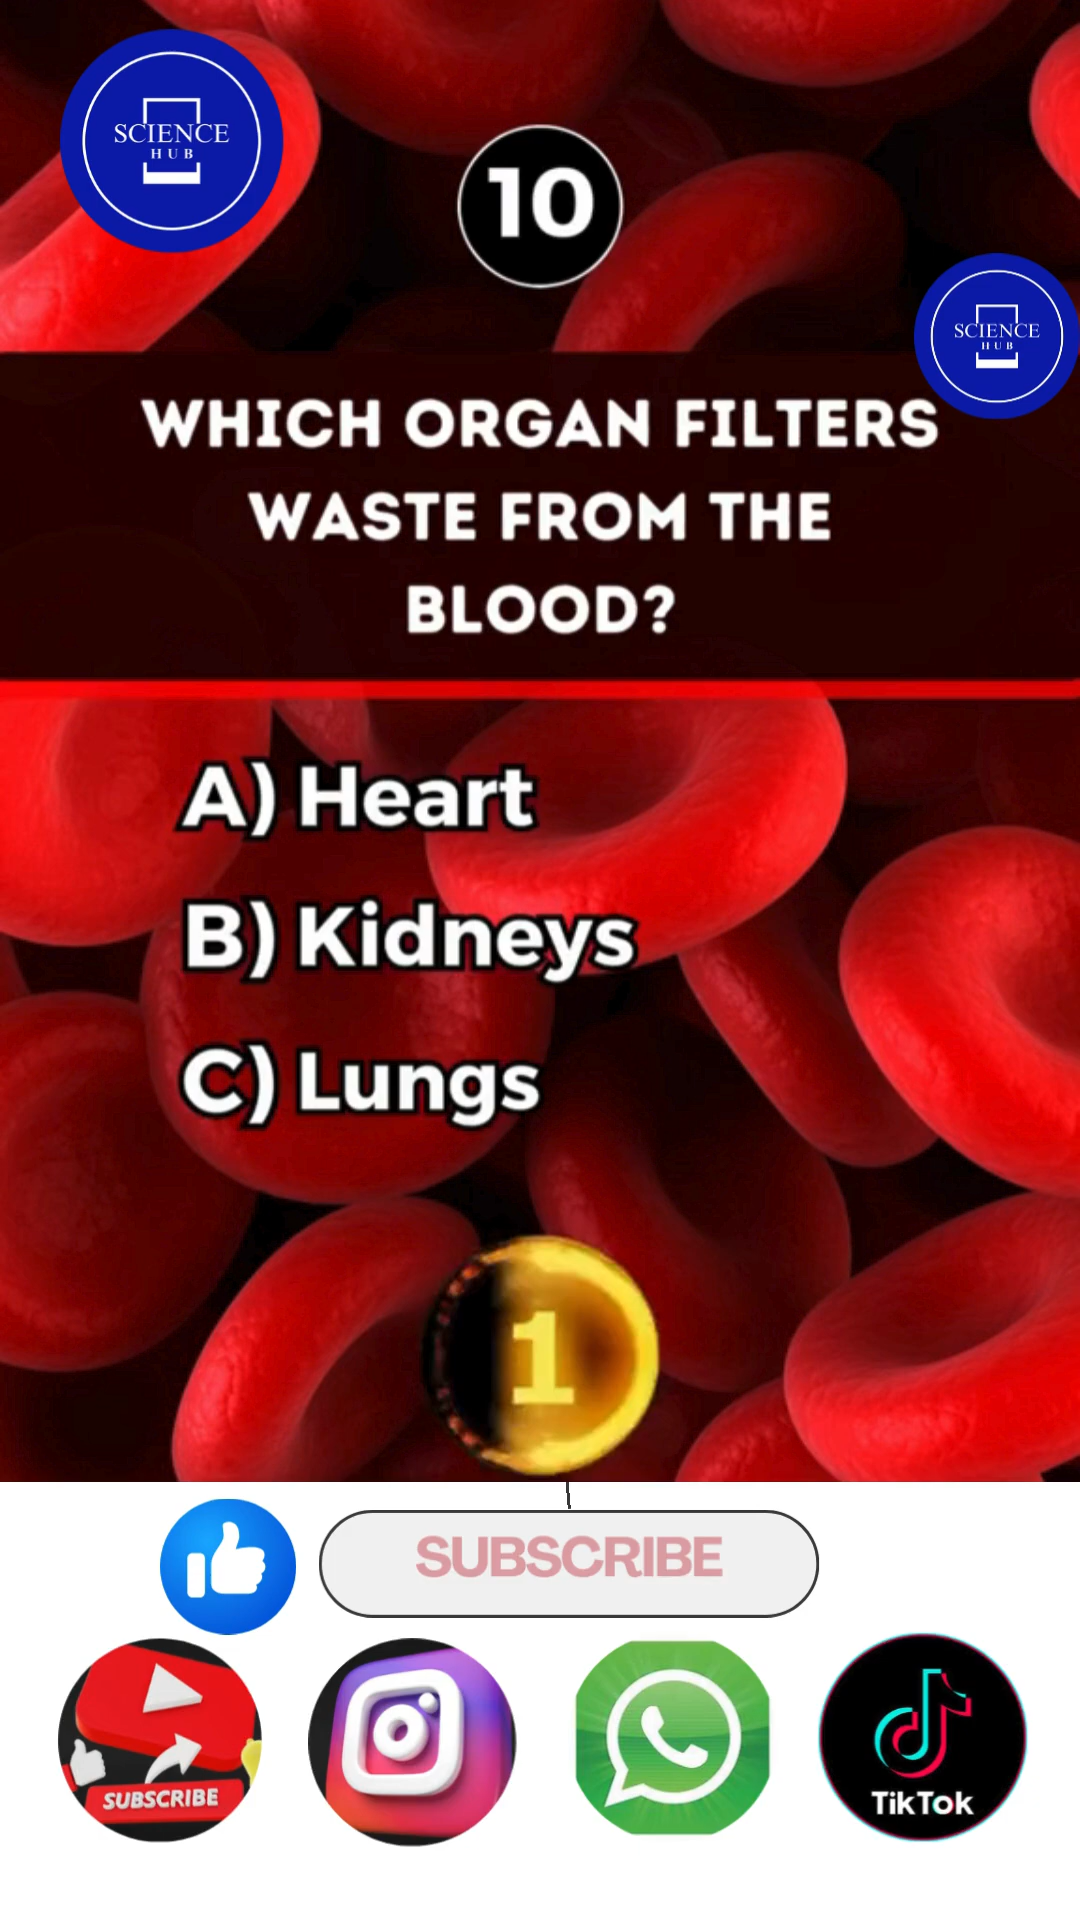 SCIENCE
HUB
10
SCIENCE
HUB
WHICH ORGAN FILTERS
WASTE FROM THE
BLOOD?
A) Heart
B) Kidneys
C) Lungs
1
SUBSCRIBE
SUBSCRIBE
TikTok